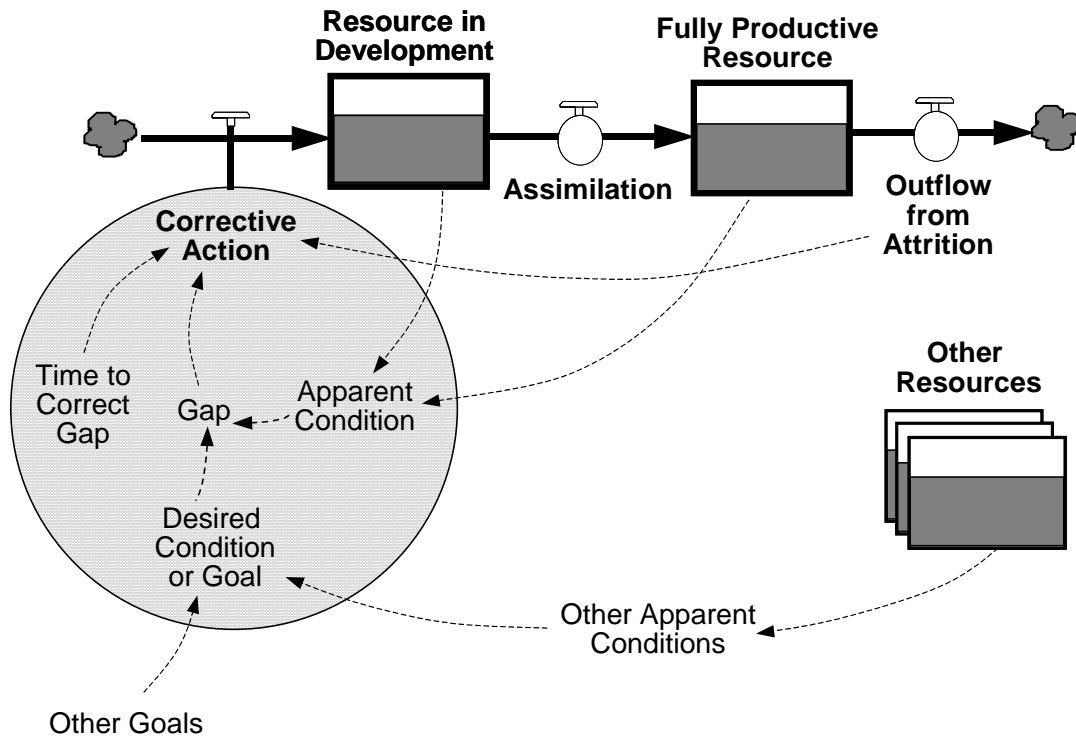 Resource in
Development
Fully Productive
Resource
Assimilation
Outflow
from
Attrition
Corrective
Action
Time to
Correct
Gap
Gap
Apparent
Condition
Other
Resources
Desired
Condition
or Goal
Other Apparent
Conditions
Other Goals